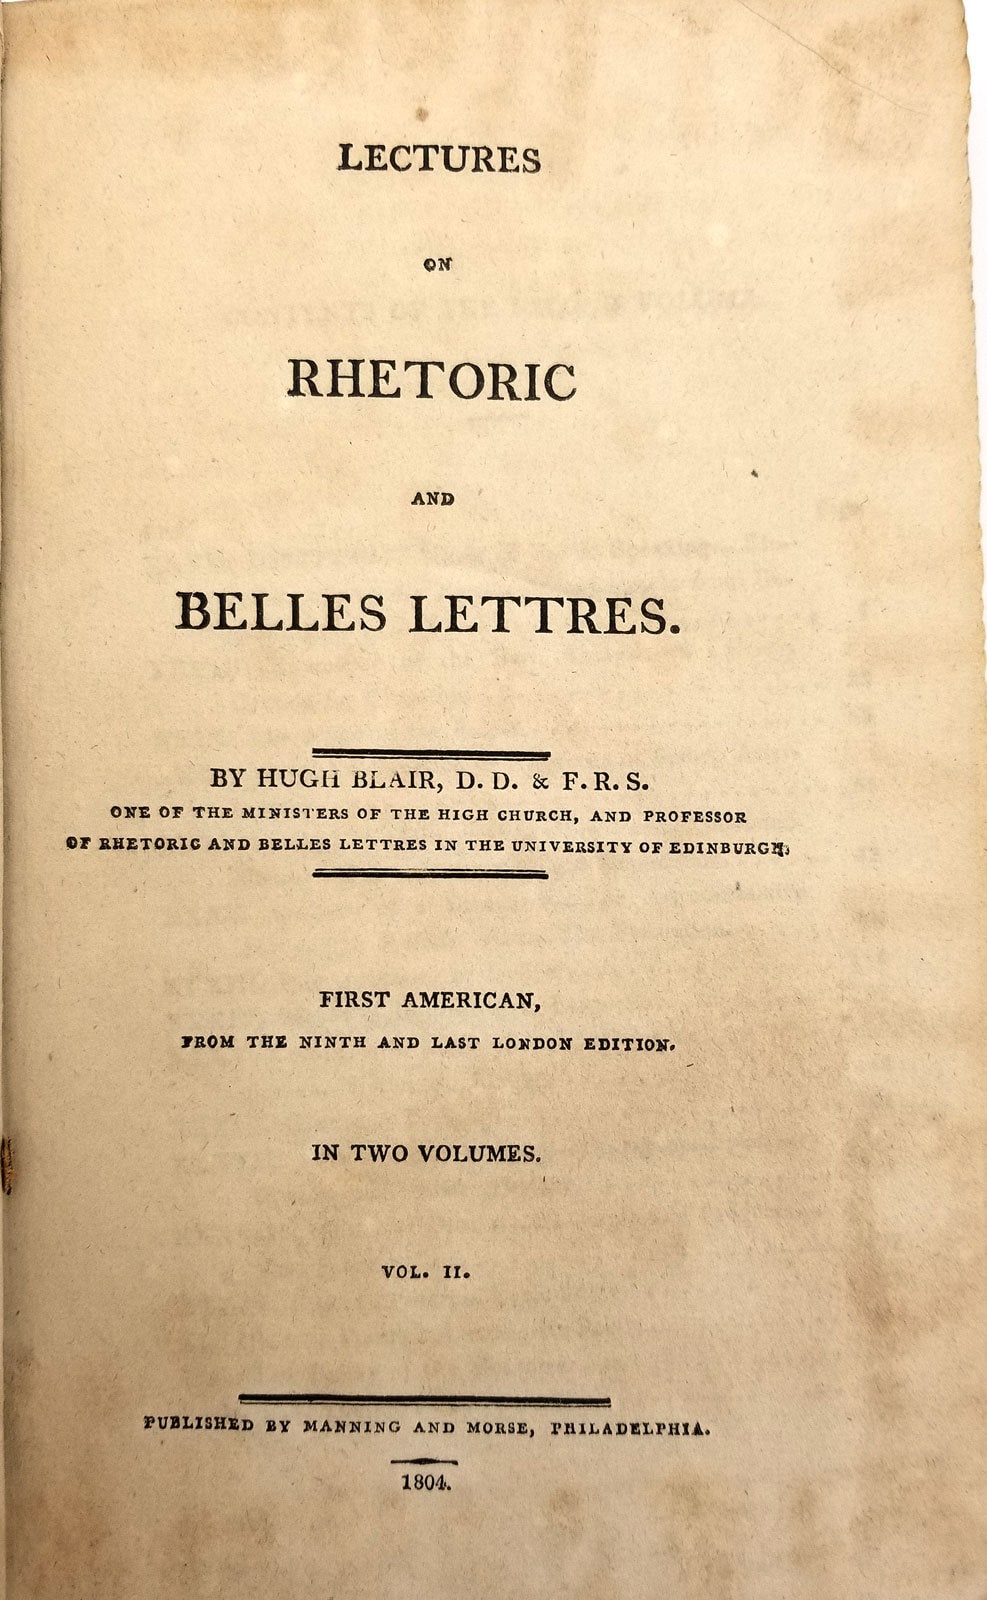 LECTURES
ON
RHETORIC
AND
BELLES LETTRES.
BY HUGH BLAIR, D. D. & F. R. S.
ONE OF THE MINISTERS OF THE HIGH CHURCH, AND PROFESSOR
OF RHETORIC AND BELLES LETTRES IN THE UNIVERSITY OF EDINBURGH.
FIRST AMERICAN,
FROM THE NINTH AND LAST LONDON EDITION.
IN TWO VOLUMES.
VOL. II.
PUBLISHED BY MANNING AND MORSE, PHILADELPHIA.
1804.